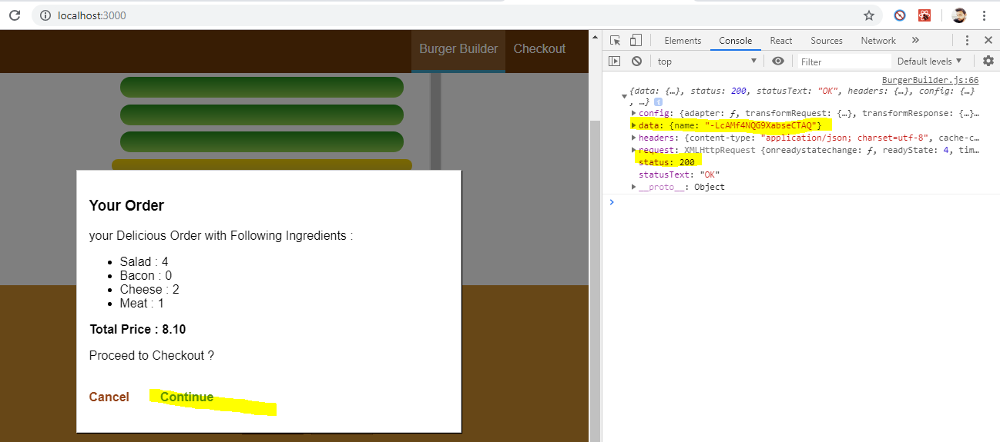 localhost:3000
Burger Builder Checkout
Your Order
your Delicious Order with Following Ingredients :
Salad : 4
Bacon : 0
Cheese : 2
Meat : 1
Total Price : 8.10
Proceed to Checkout ?
Cancel Continue
Elements Console React Sources Network »
top Filter Default levels
BurgerBuilder.js:66
{data: {…}, status: 200, statusText: "OK", headers: {…}, config: {…}
, …} i
config: {adapter: ƒ, transformRequest: {…}, transformResponse: {…}…
data: {name: "-LcAMf4NQG9XabseCTAQ"}
headers: {content-type: "application/json; charset=utf-8", cache-c…
request: XMLHttpRequest {onreadystatechange: ƒ, readyState: 4, tim…
status: 200
statusText: "OK"
__proto__: Object